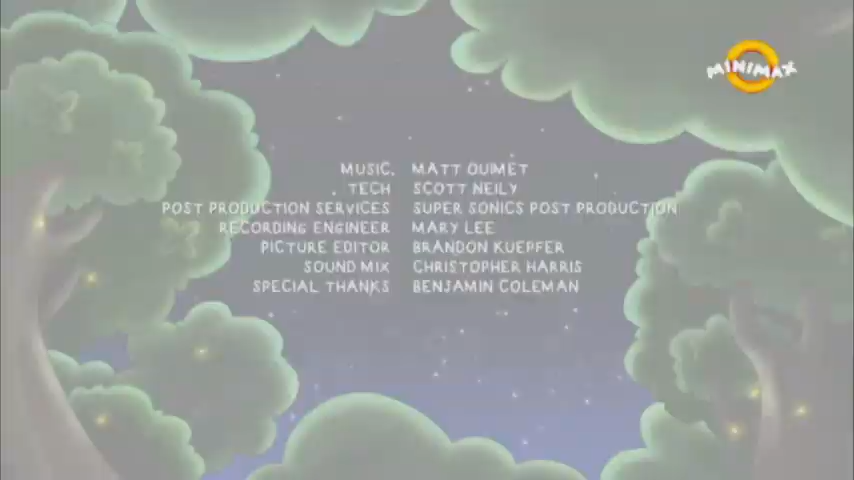 MINIMAX
MUSIC MATT OUIMET
TECH SCOTT NEILY
POST PRODUCTION SERVICES SUPER SONICS POST PRODUCTION
RECORDING ENGINEER MARY LEE
PICTURE EDITOR BRANDON KUEPFER
SOUND MIX CHRISTOPHER HARRIS
SPECIAL THANKS BENJAMIN COLEMAN